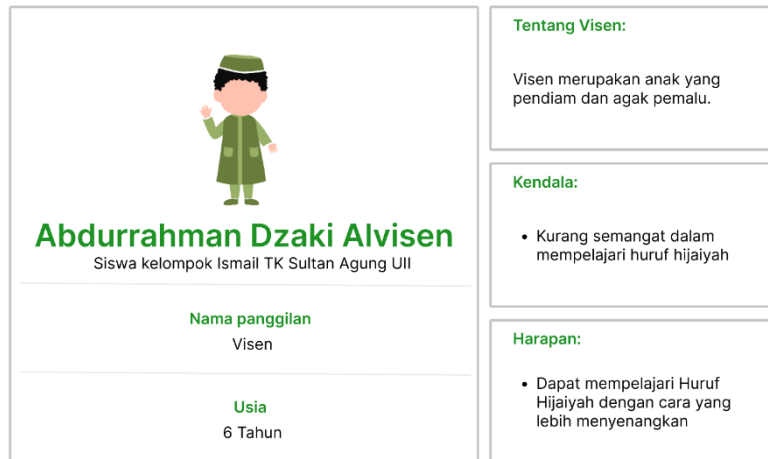 Abdurrahman Dzaki Alvisen
Siswa kelompok Ismail TK Sultan Agung UII
Nama panggilan
Visen
Usia
6 Tahun
Tentang Visen:
Visen merupakan anak yang
pendiam dan agak pemalu.
Kendala:
• Kurang semangat dalam
mempelajari huruf hijaiyah
Harapan:
• Dapat mempelajari Huruf
Hijaiyah dengan cara yang
lebih menyenangkan